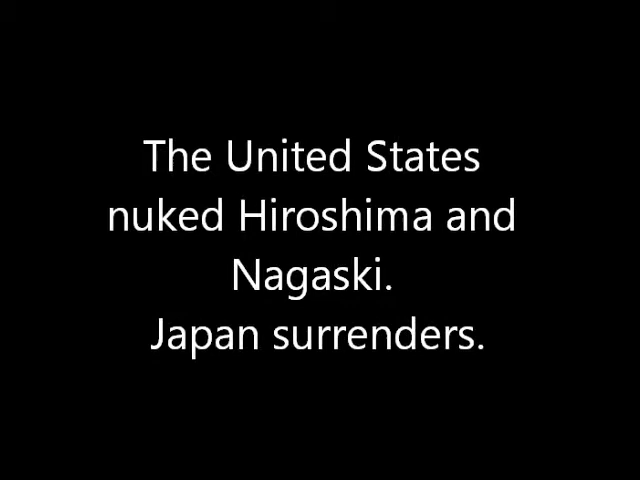 The United States
nuked Hiroshima and
Nagaski.
Japan surrenders.